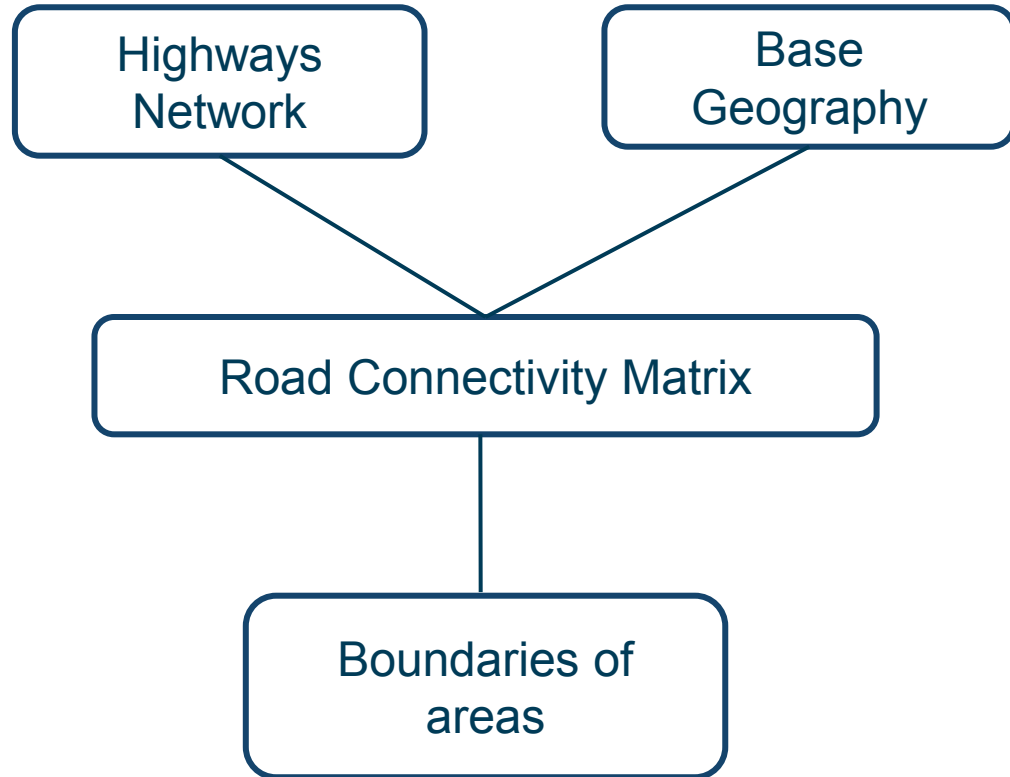 Highways
Network
Base
Geography
Road Connectivity Matrix
Boundaries of
areas